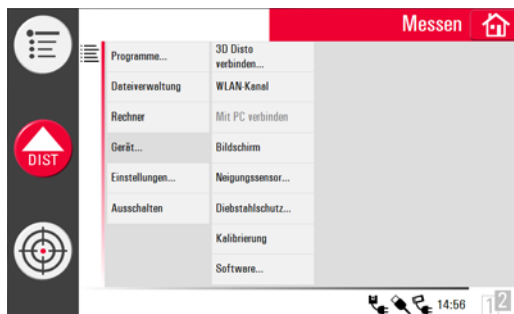 Messen
Programme...
Dateiverwaltung
Rechner
Gerät...
Einstellungen...
Ausschalten
3D Disto
verbinden...
WLAN-Kanal
Mit PC verbinden
Bildschirm
Neigungssensor...
Diebstahlschutz...
Kalibrierung
Software...
DIST
14:56
1 2